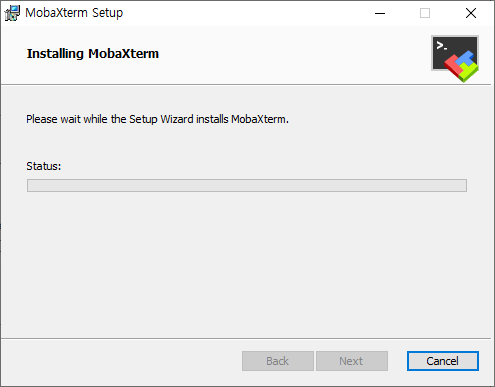 MobaXterm Setup
Installing MobaXterm
>.
Please wait while the Setup Wizard installs MobaXterm.
Status:
Back
Next
Cancel